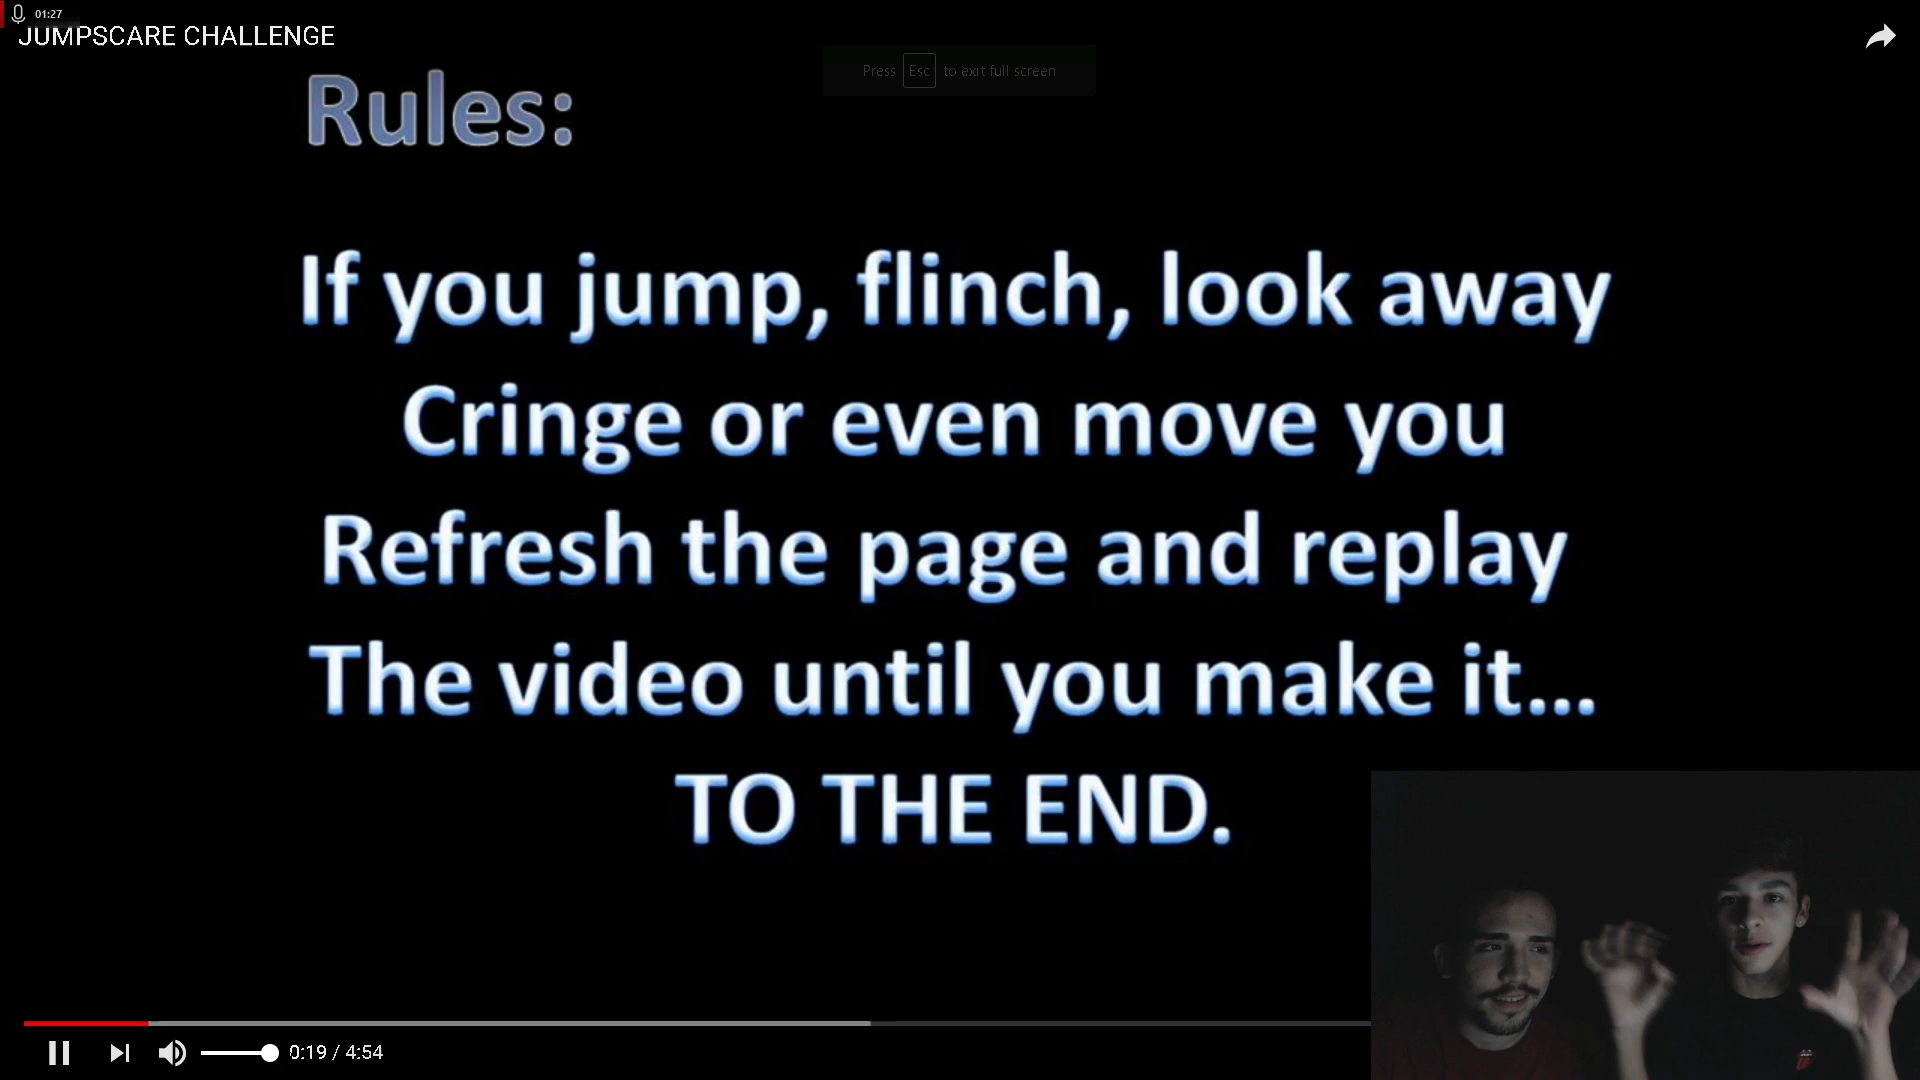 01:27
JUMPSCARE CHALLENGE
Press Esc to exit full screen
Rules:
If you jump, flinch, look away
Cringe or even move you
Refresh the page and replay
The video until you make it...
TO THE END.
0:19 / 4:54